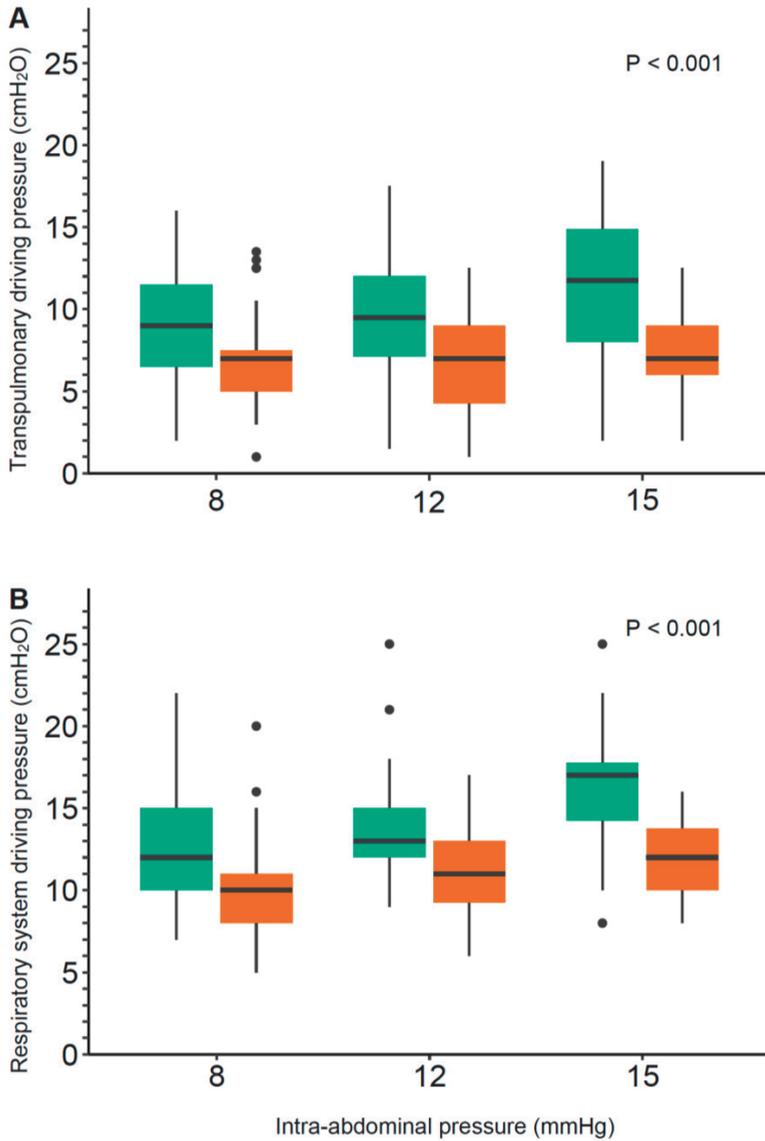 A
Transpulmonary driving pressure (cmH₂O)
P < 0.001
25
20
15
10
5
0
8 12 15
B
Respiratory system driving pressure (cmH₂O)
P < 0.001
25
20
15
10
5
0
8 12 15
Intra-abdominal pressure (mmHg)